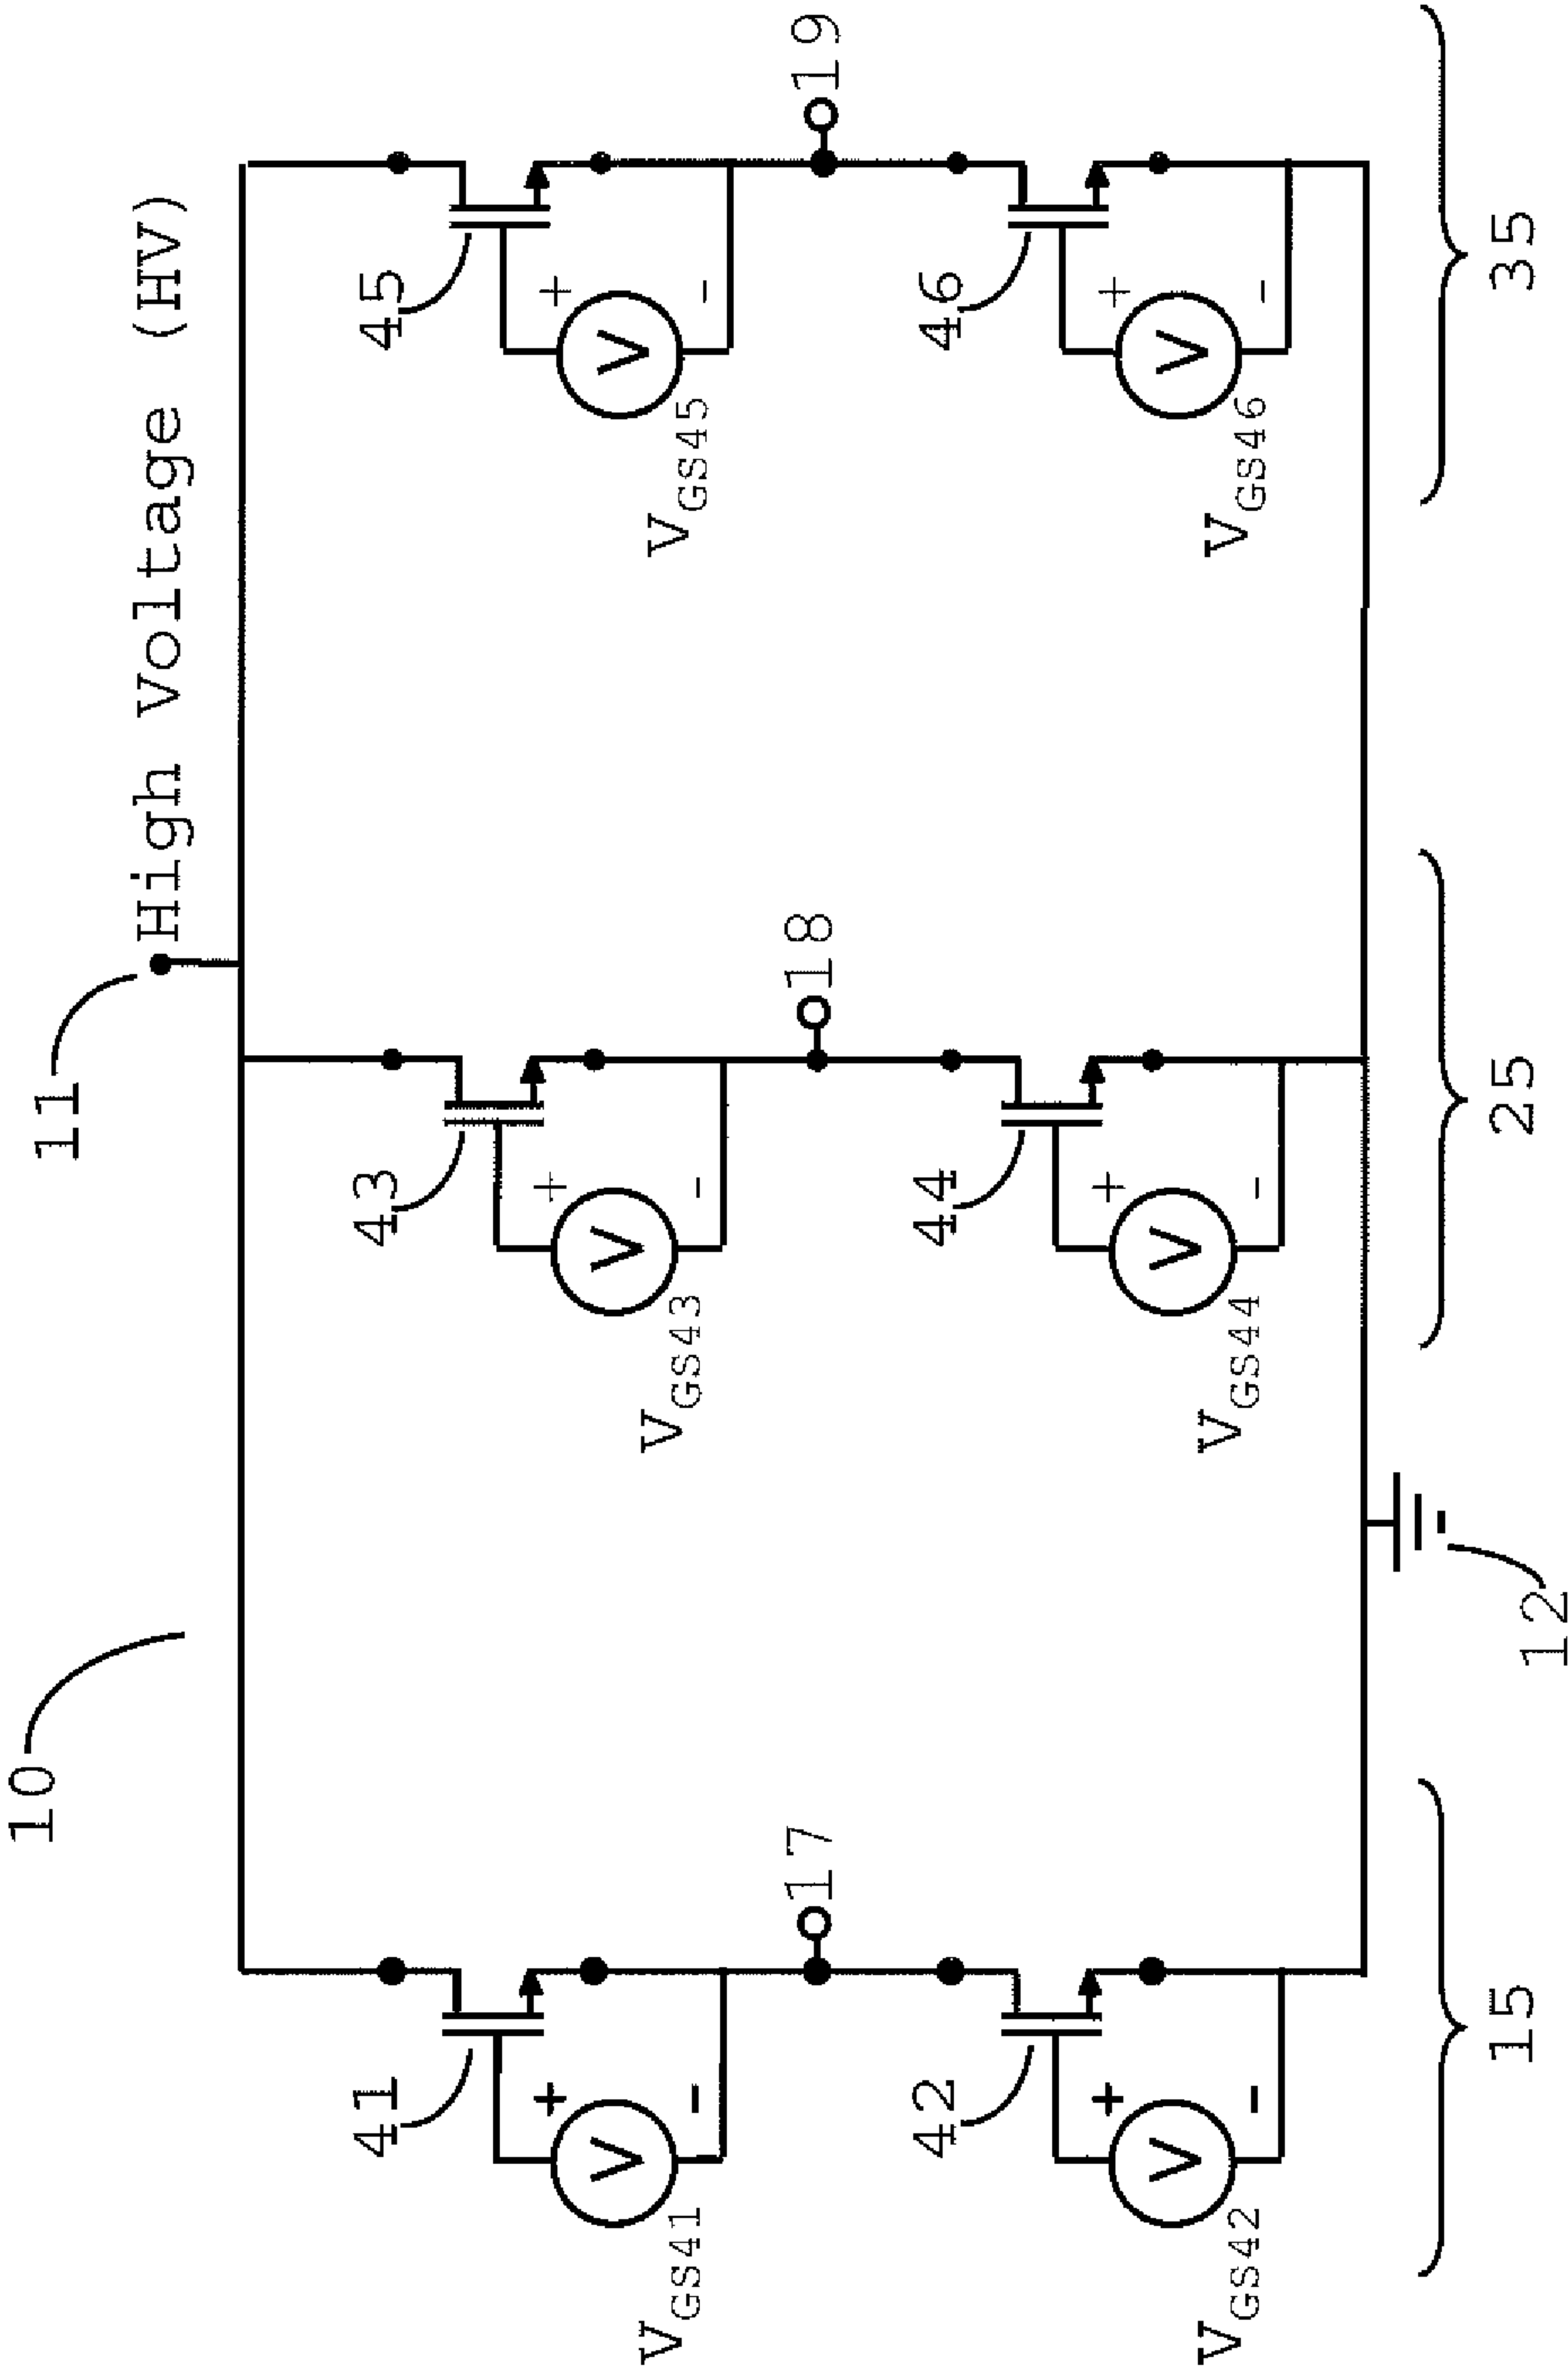 10
11
High Voltage (HV)
41
43
45
+
+
+
V
V
V
-
-
-
VGS41
VGS43
VGS45
17
18
19
42
44
46
+
+
+
V
V
V
-
-
-
VGS42
VGS44
VGS46
15
25
35
12